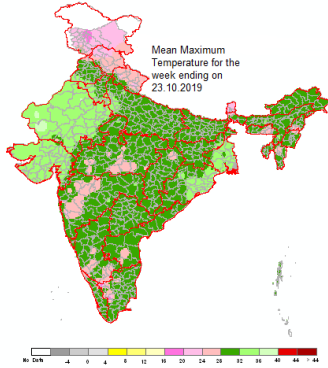 Mean Maximum
Temperature for the
week ending on
23.10.2019
No Data -4 0 4 8 12 16 20 24 28 32 36 40 44 > 44